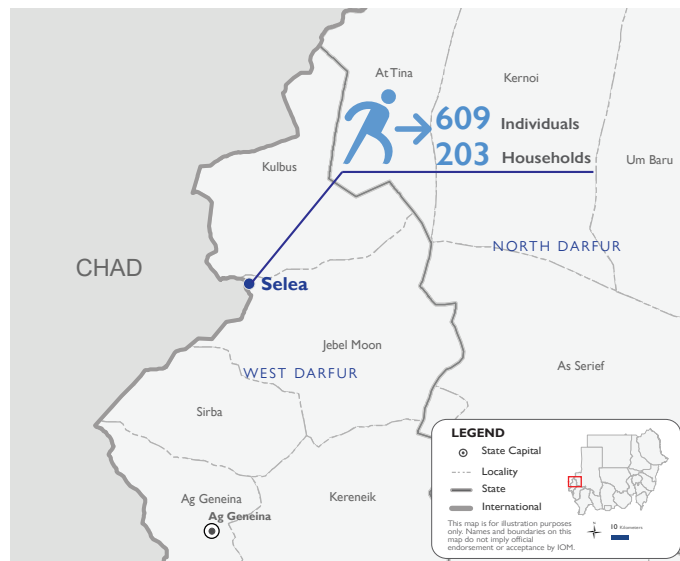 At Tina
Kernoi
609 Individuals
203 Households
Kulbus
Um Baru
NORTH DARFUR
CHAD
Selea
Jebel Moon
As Serief
WEST DARFUR
Sirba
Ag Geneina
Kereneik
Ag Geneina
LEGEND
State Capital
Locality
State
International
This map is for illustration purposes
only. Names and boundaries on this
map do not imply official
endorsement or acceptance by IOM.
N
10 Kilometers